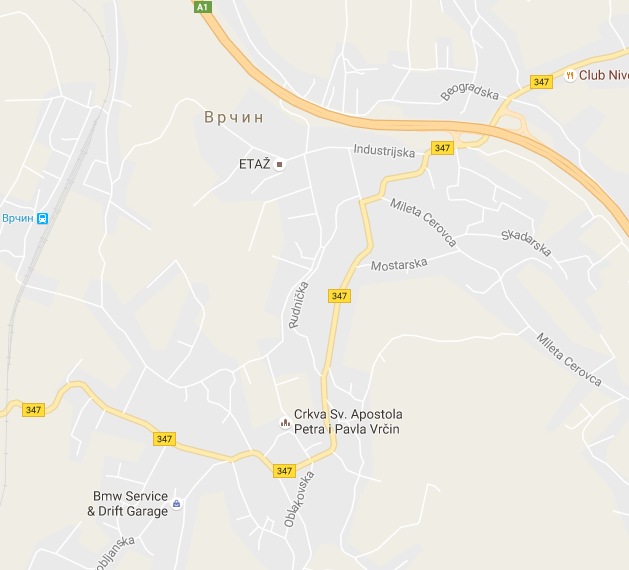 A1
347
Club Nive
Beogradska
Врчин
Industrijska
347
ETAŽ
Mileta Cerovca
Врчин
Skadarska
Mostarska
347
Rudnička
Mileta Cerovca
347
Crkva Sv. Apostola
Petra i Pavla Vrčin
347
347
Bmw Service
& Drift Garage
Oblakovska
obljanska